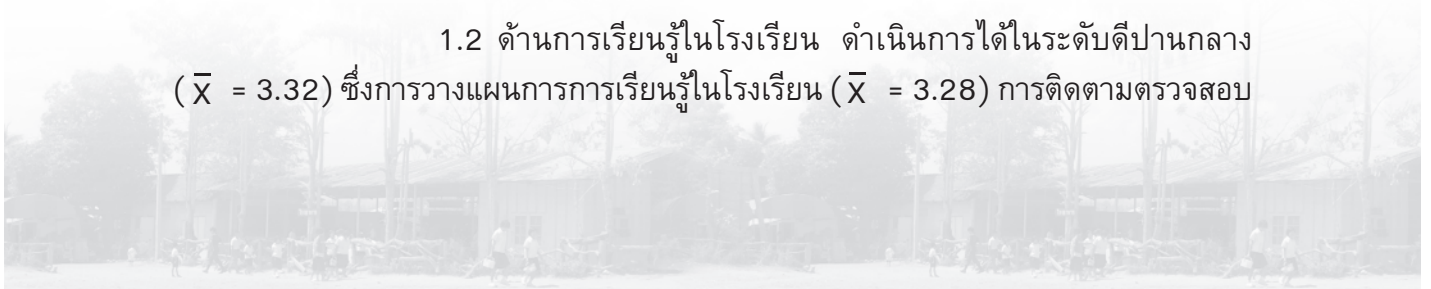 1.2 ด้านการเรียนรู้ในโรงเรียน ดำเนินการได้ในระดับดีปานกลาง
( x̄ = 3.32) ซึ่งการวางแผนการการเรียนรู้ในโรงเรียน ( x̄ = 3.28) การติดตามตรวจสอบ